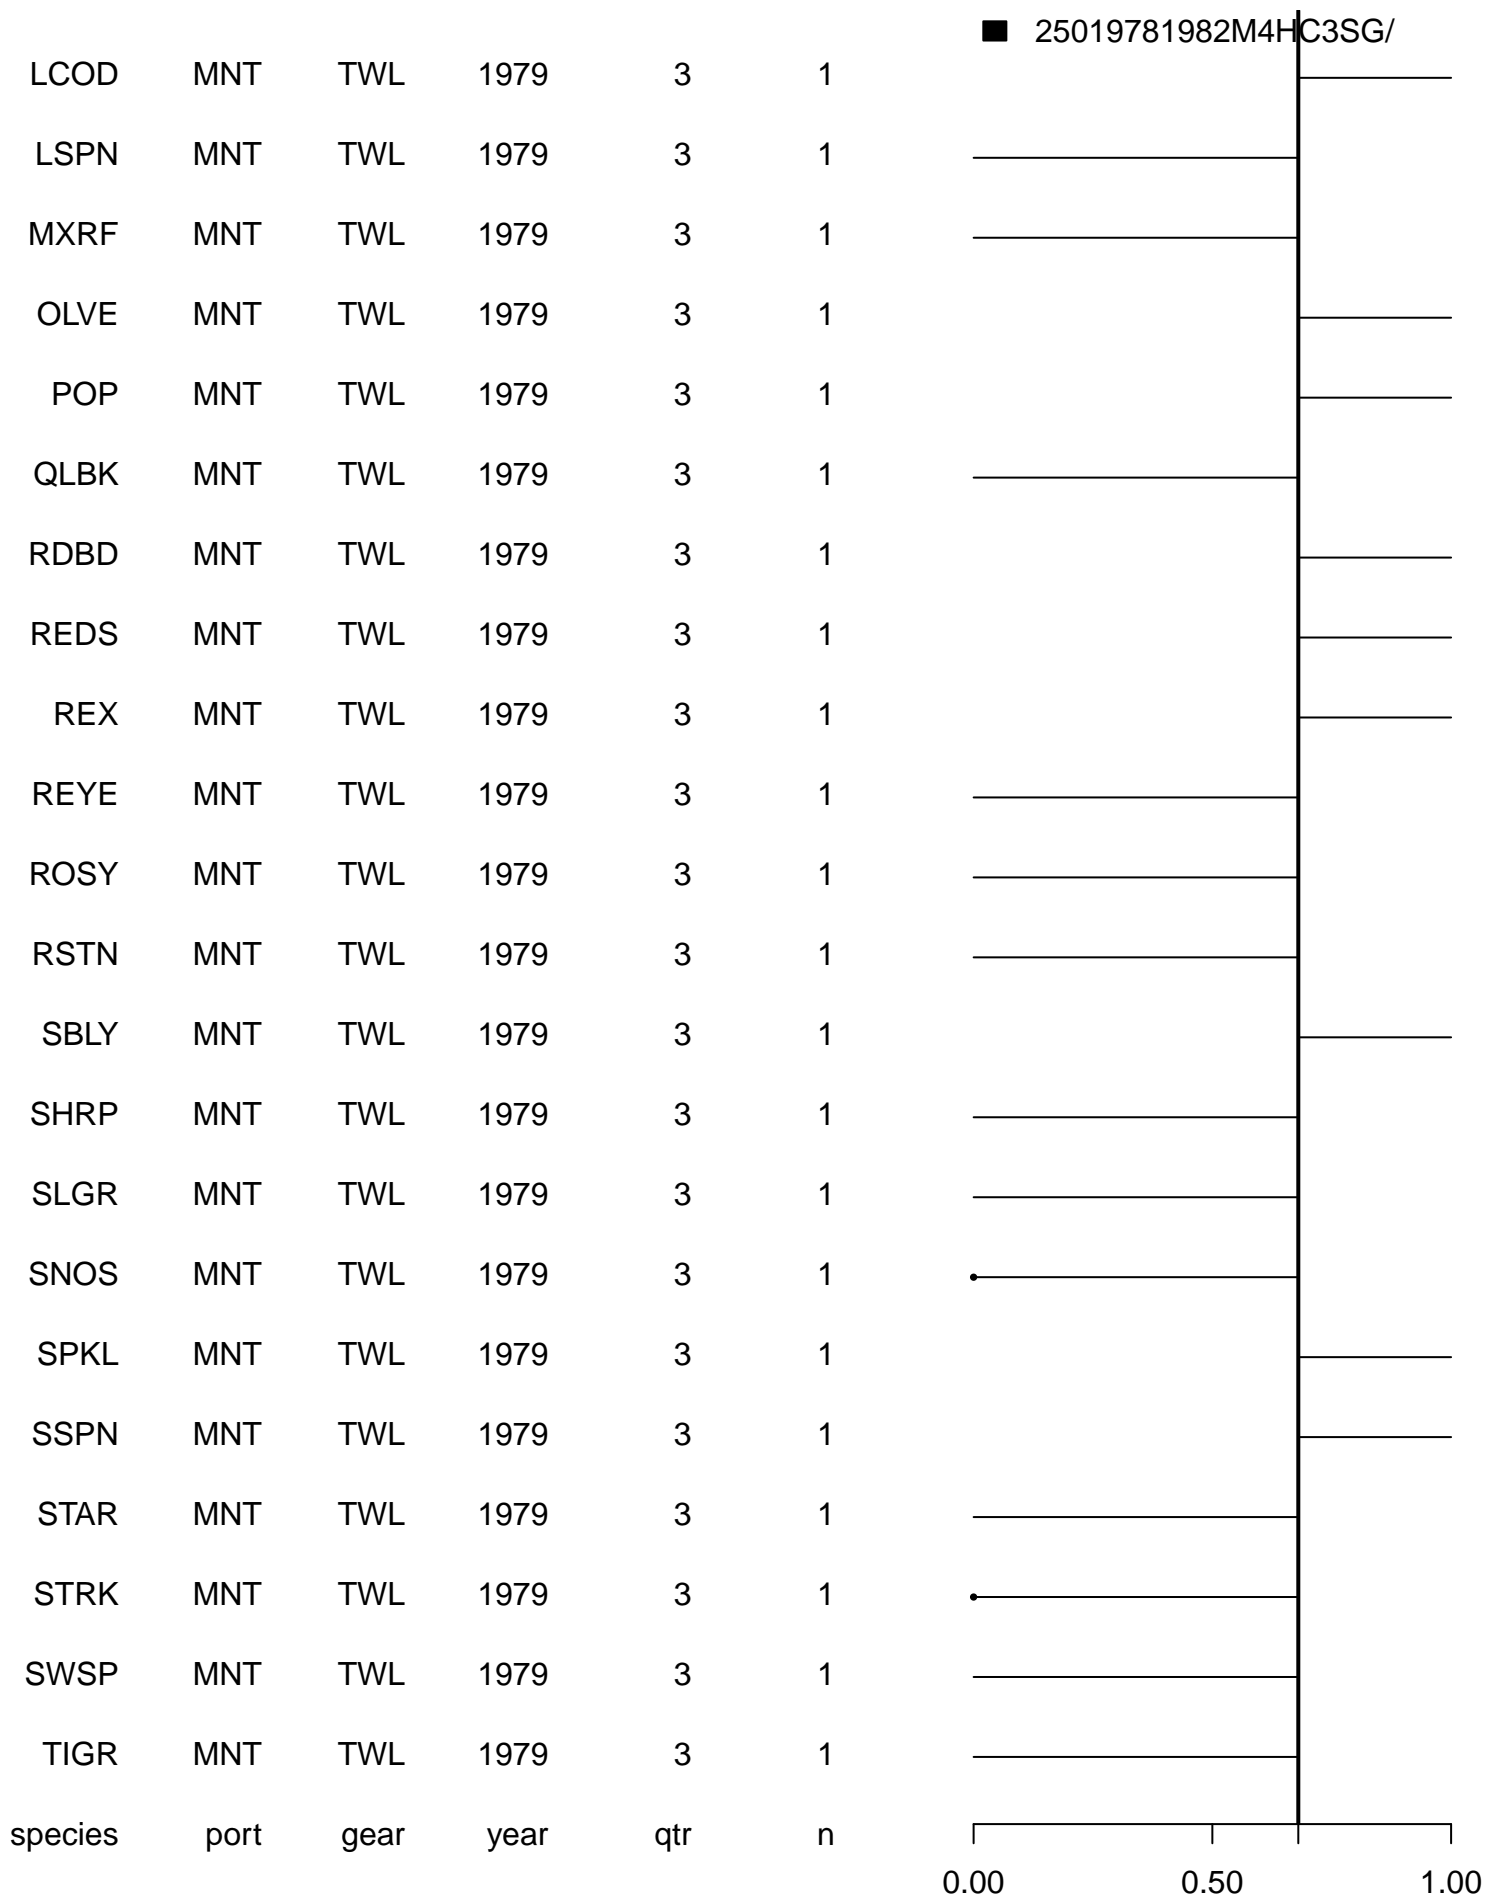 25019781982M4HC3SG/
LCOD MNT TWL 1979 3 1
LSPN MNT TWL 1979 3 1
MXRF MNT TWL 1979 3 1
OLVE MNT TWL 1979 3 1
POP MNT TWL 1979 3 1
QLBK MNT TWL 1979 3 1
RDBD MNT TWL 1979 3 1
REDS MNT TWL 1979 3 1
REX MNT TWL 1979 3 1
REYE MNT TWL 1979 3 1
ROSY MNT TWL 1979 3 1
RSTN MNT TWL 1979 3 1
SBLY MNT TWL 1979 3 1
SHRP MNT TWL 1979 3 1
SLGR MNT TWL 1979 3 1
SNOS MNT TWL 1979 3 1
SPKL MNT TWL 1979 3 1
SSPN MNT TWL 1979 3 1
STAR MNT TWL 1979 3 1
STRK MNT TWL 1979 3 1
SWSP MNT TWL 1979 3 1
TIGR MNT TWL 1979 3 1
species port gear year qtr n
0.00 0.50 1.00